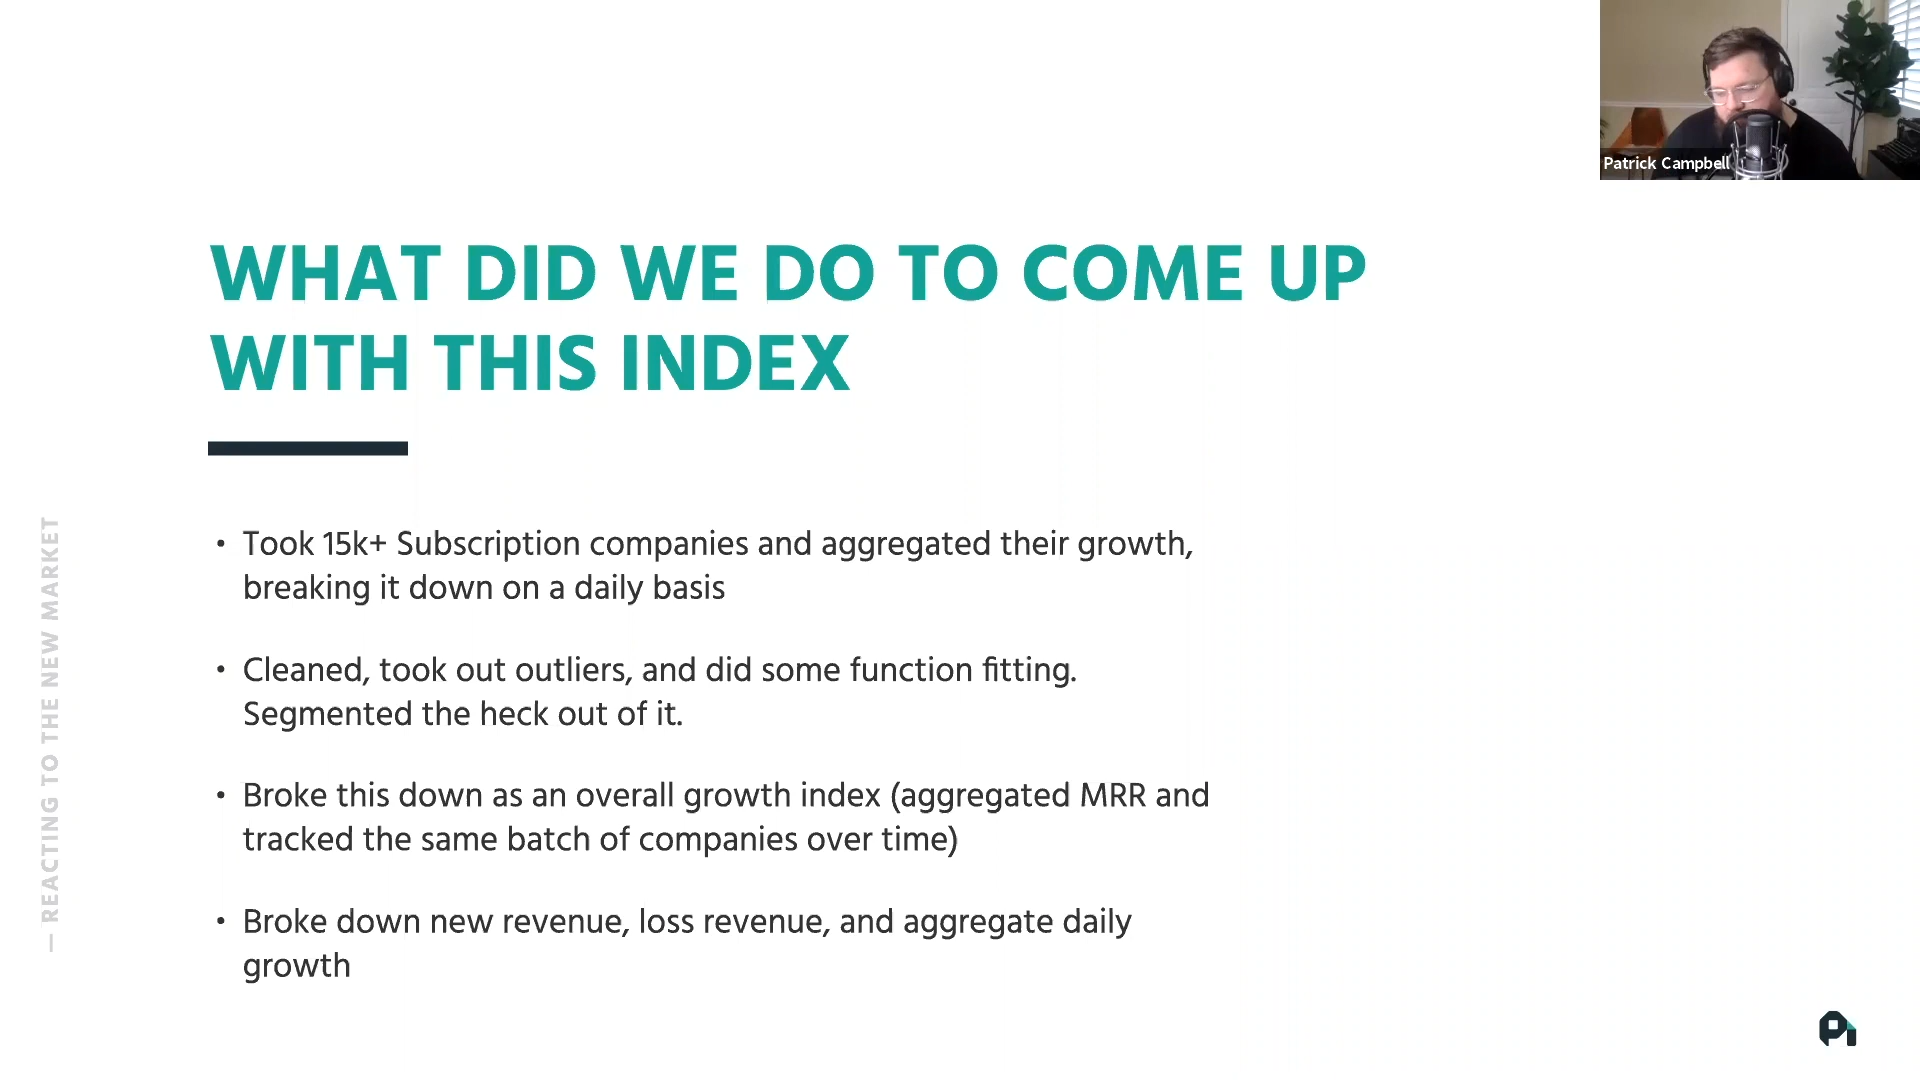 Patrick Campbell
WHAT DID WE DO TO COME UP
WITH THIS INDEX
• Took 15k+ Subscription companies and aggregated their growth,
breaking it down on a daily basis
• Cleaned, took out outliers, and did some function fitting.
Segmented the heck out of it.
• Broke this down as an overall growth index (aggregated MRR and
tracked the same batch of companies over time)
• Broke down new revenue, loss revenue, and aggregate daily
growth
— REACTING TO THE NEW MARKET